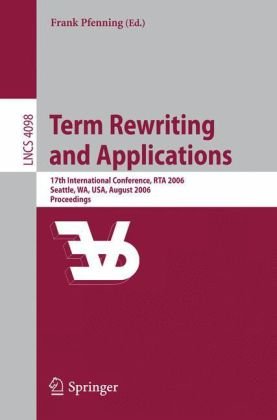 Frank Pfenning (Ed.)
LNCS 4098
Term Rewriting
and Applications
17th International Conference, RTA 2006
Seattle, WA, USA, August 2006
Proceedings
Springer